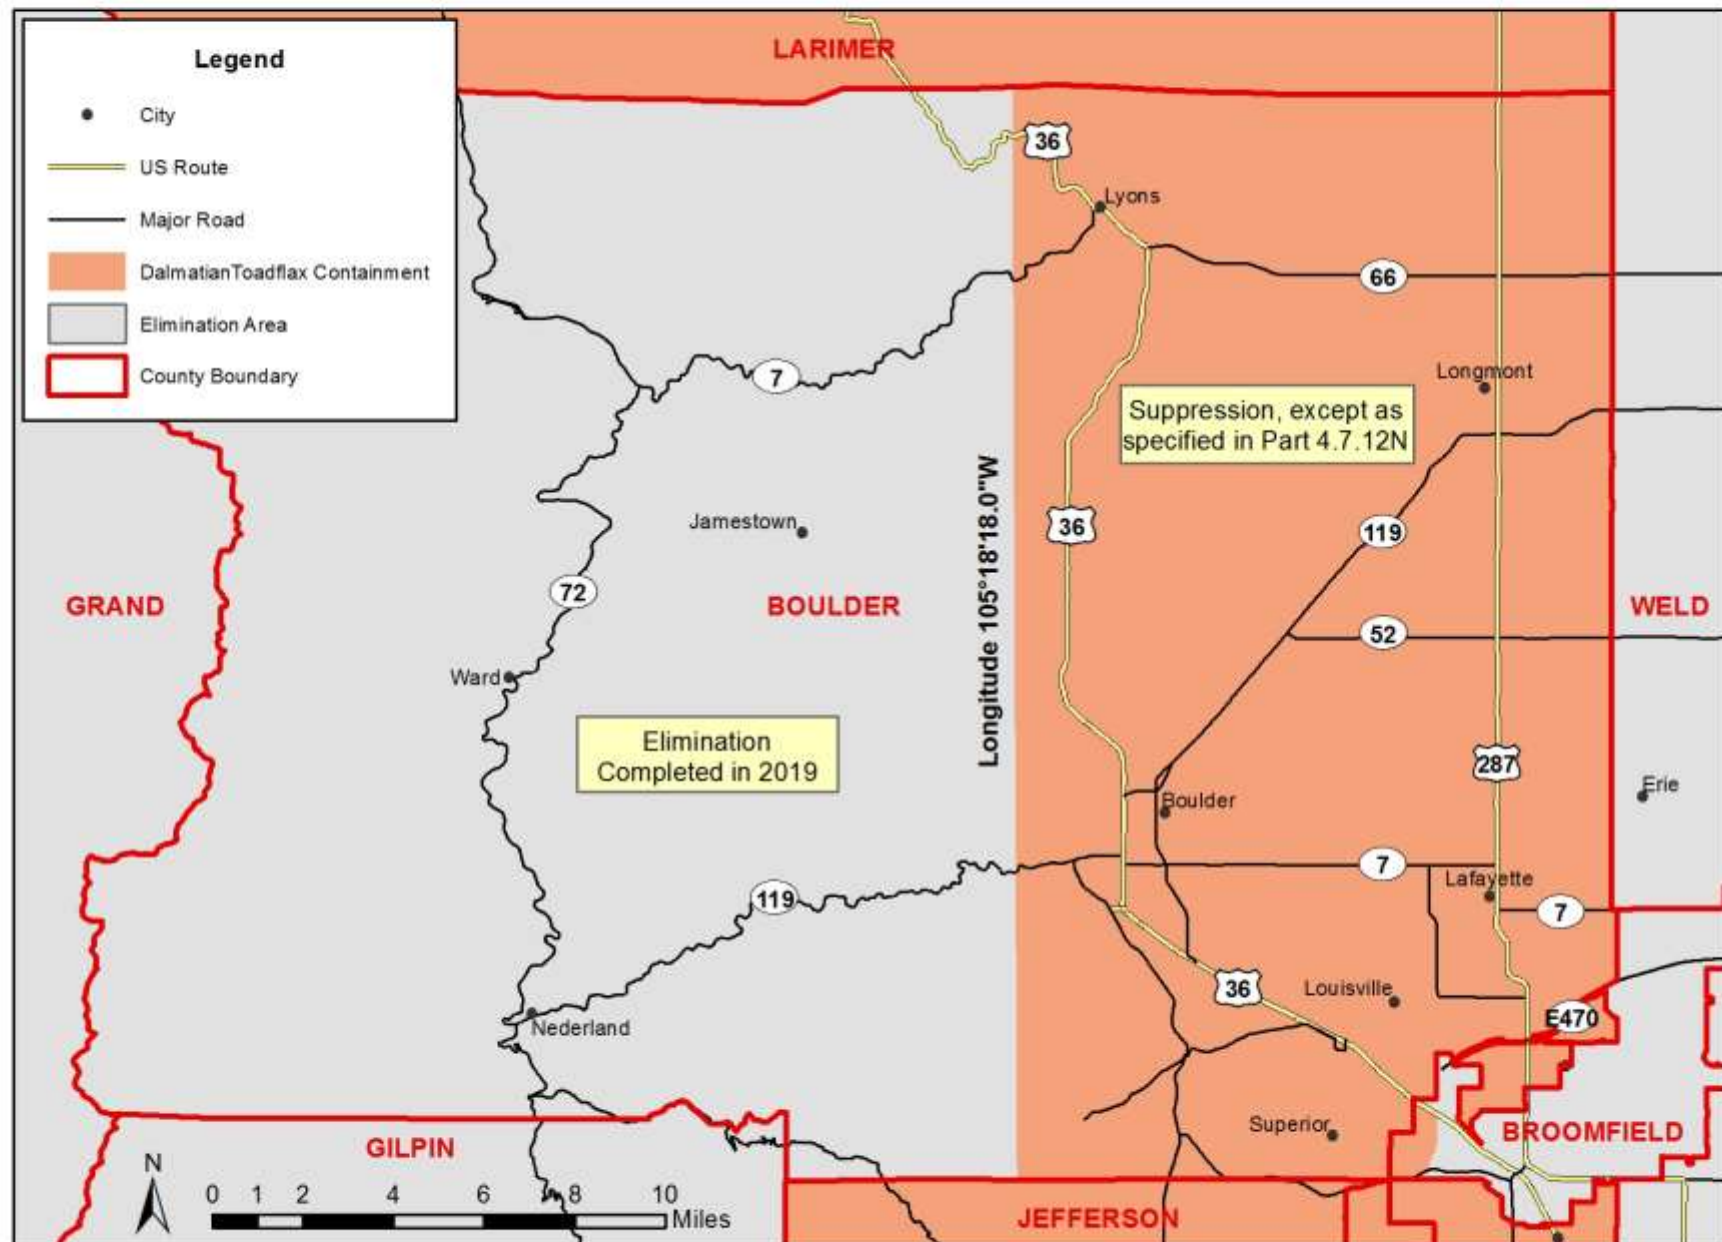 Legend
City
US Route
Major Road
DalmatianToadflax Containment
Elimination Area
County Boundary
LARIMER
36
Lyons
66
7
Longmont
Suppression, except as
specified in Part 4.7.12N
Longitude 105°18'18.0"W
36
119
Jamestown
72
GRAND
BOULDER
WELD
52
Ward
Elimination
Completed in 2019
287
Erie
Boulder
7
Lafayette
119
7
36
Louisville
E470
Nederland
Superior
BROOMFIELD
GILPIN
N
0 1 2 4 6 8 10
Miles
JEFFERSON